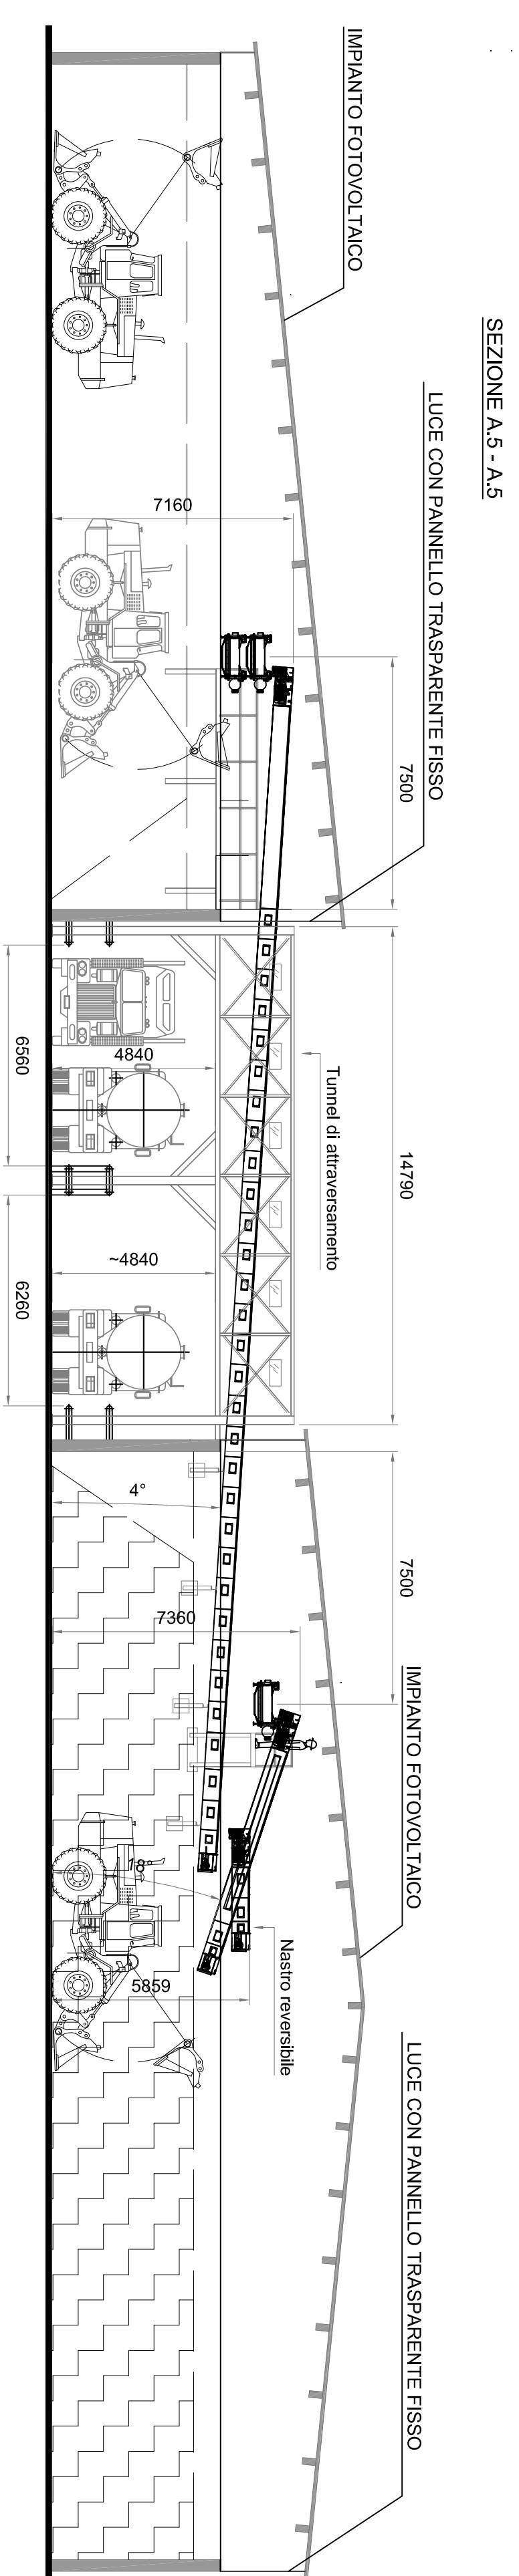 SEZIONE A.5 - A.5
IMPIANTO FOTOVOLTAICO
LUCE CON PANNELLO TRASPARENTE FISSO
7160
7500
Tunnel di attraversamento
14790
4840
6560
~4840
6260
4°
7500
7360
IMPIANTO FOTOVOLTAICO
LUCE CON PANNELLO TRASPARENTE FISSO
Nastro reversibile
5859